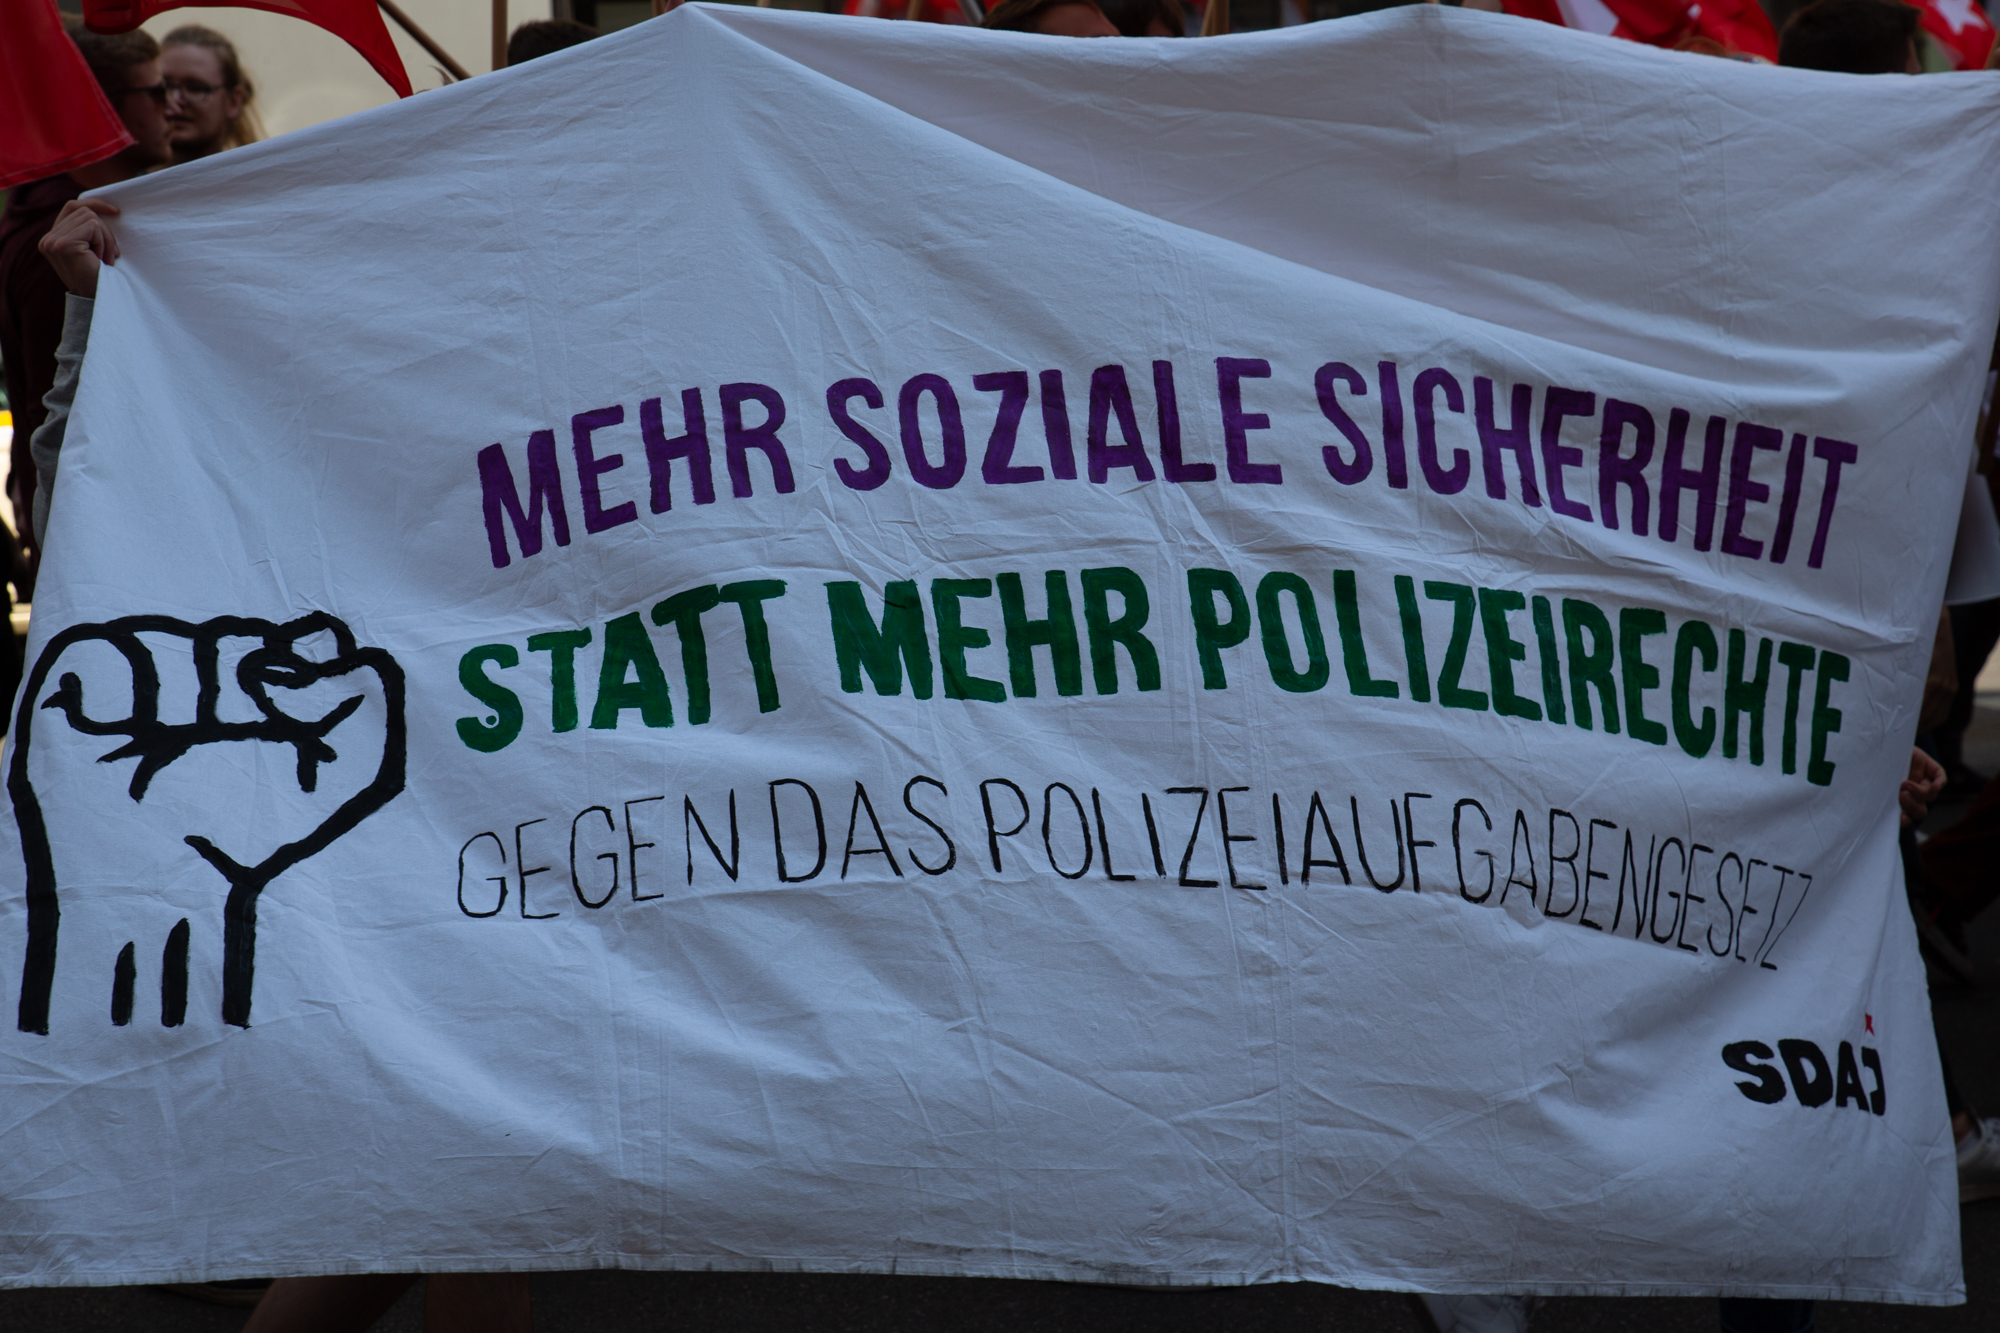 MEHR SOZIALE SICHERHEIT
STATT MEHR POLIZEIRECHTE
GEGEN DAS POLIZEIAUFGABENGESETZ
SDAJ